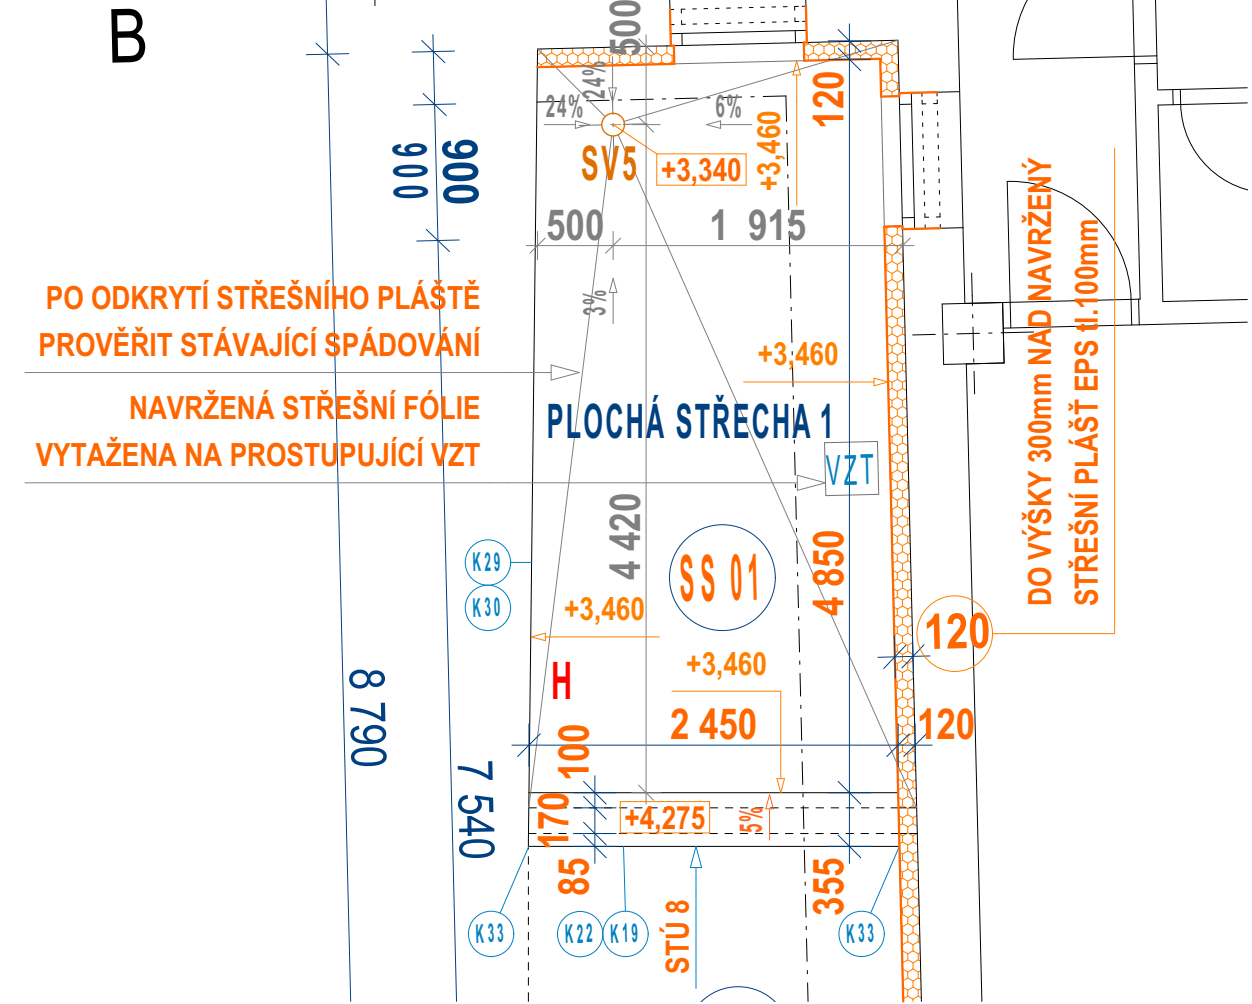 B
500
24%
24%
6%
120
+3,460
SV5
+3,340
900
900
500
1 915
3%
PO ODKRYTÍ STŘEŠNÍHO PLÁŠTĚ
PROVĚŘIT STÁVAJÍCÍ SPÁDOVÁNÍ
NAVRŽENÁ STŘEŠNÍ FÓLIE
VYTAŽENA NA PROSTUPUJÍCÍ VZT
+3,460
PLOCHÁ STŘECHA 1
VZT
DO VÝŠKY 300mm NAD NAVRŽENÝ
STŘEŠNÍ PLÁŠŤ EPS tl.100mm
4 420
SS 01
4 850
K29
K30
+3,460
120
+3,460
H
8 790
2 450
120
100
7 540
170
+4,275
5%
85
355
K33
K22
K19
STÚ 8
K33